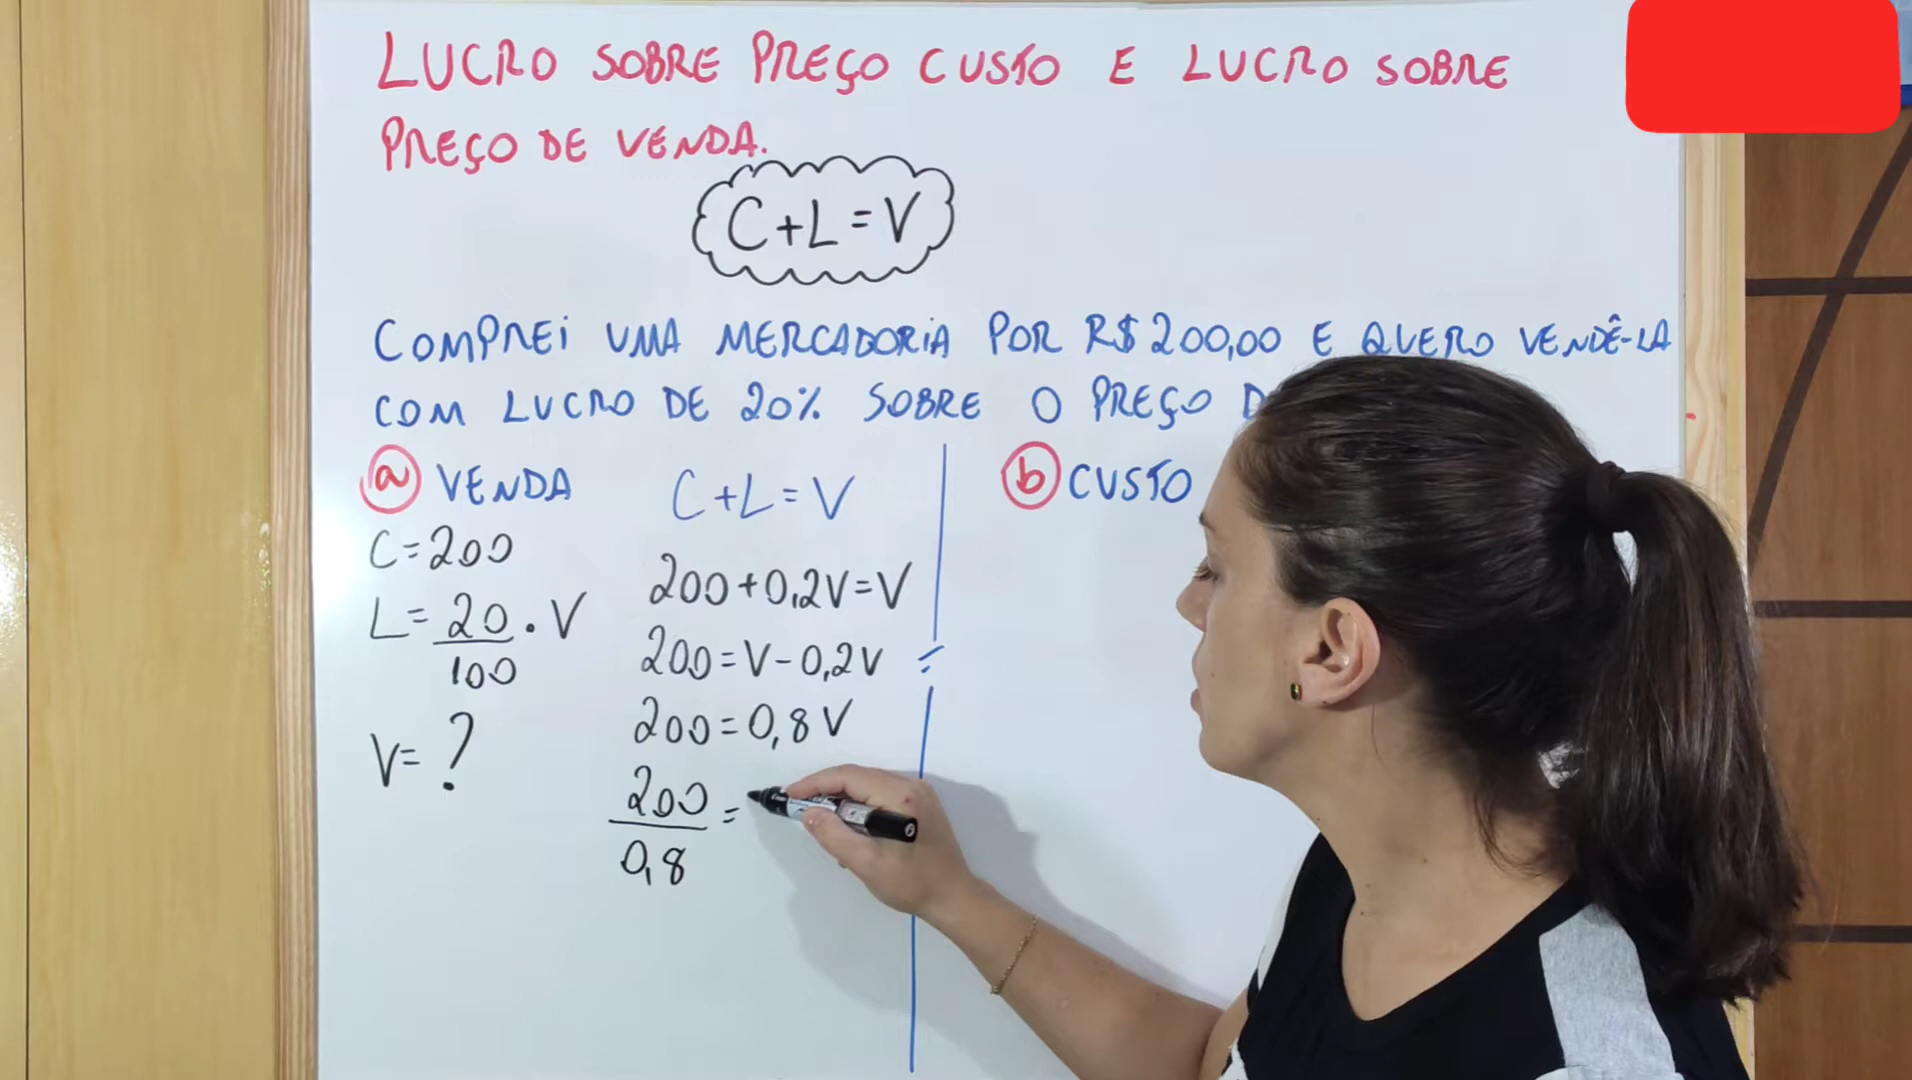 LUCRO SOBRE PREÇO CUSTO E LUCRO SOBRE
PREÇO DE VENDA.
C+L=V
COMPREI UMA MERCADORIA POR R$ 200,00 E QUERO VENDÊ-LA
COM LUCRO DE 20% SOBRE O PREÇO
a VENDA
C=200
L= 20/100 . V
V= ?
C+L=V
200+0,2V=V
200=V-0,2V
200=0,8V
200/0,8 =
b CUSTO